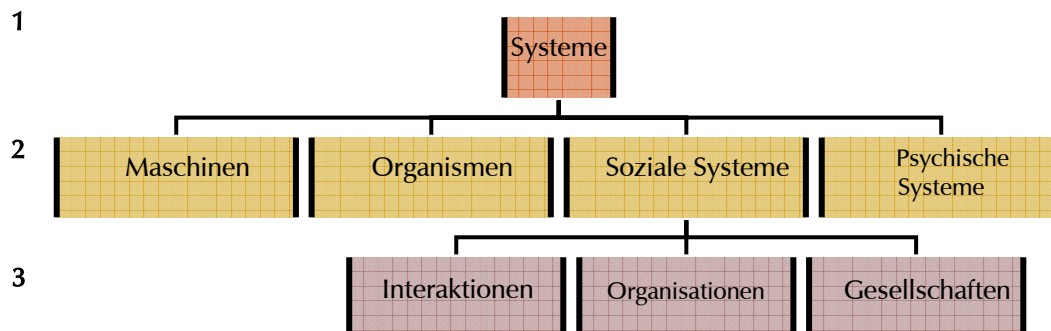 1
Systeme
2
Maschinen
Organismen
Soziale Systeme
Psychische
Systeme
3
Interaktionen
Organisationen
Gesellschaften